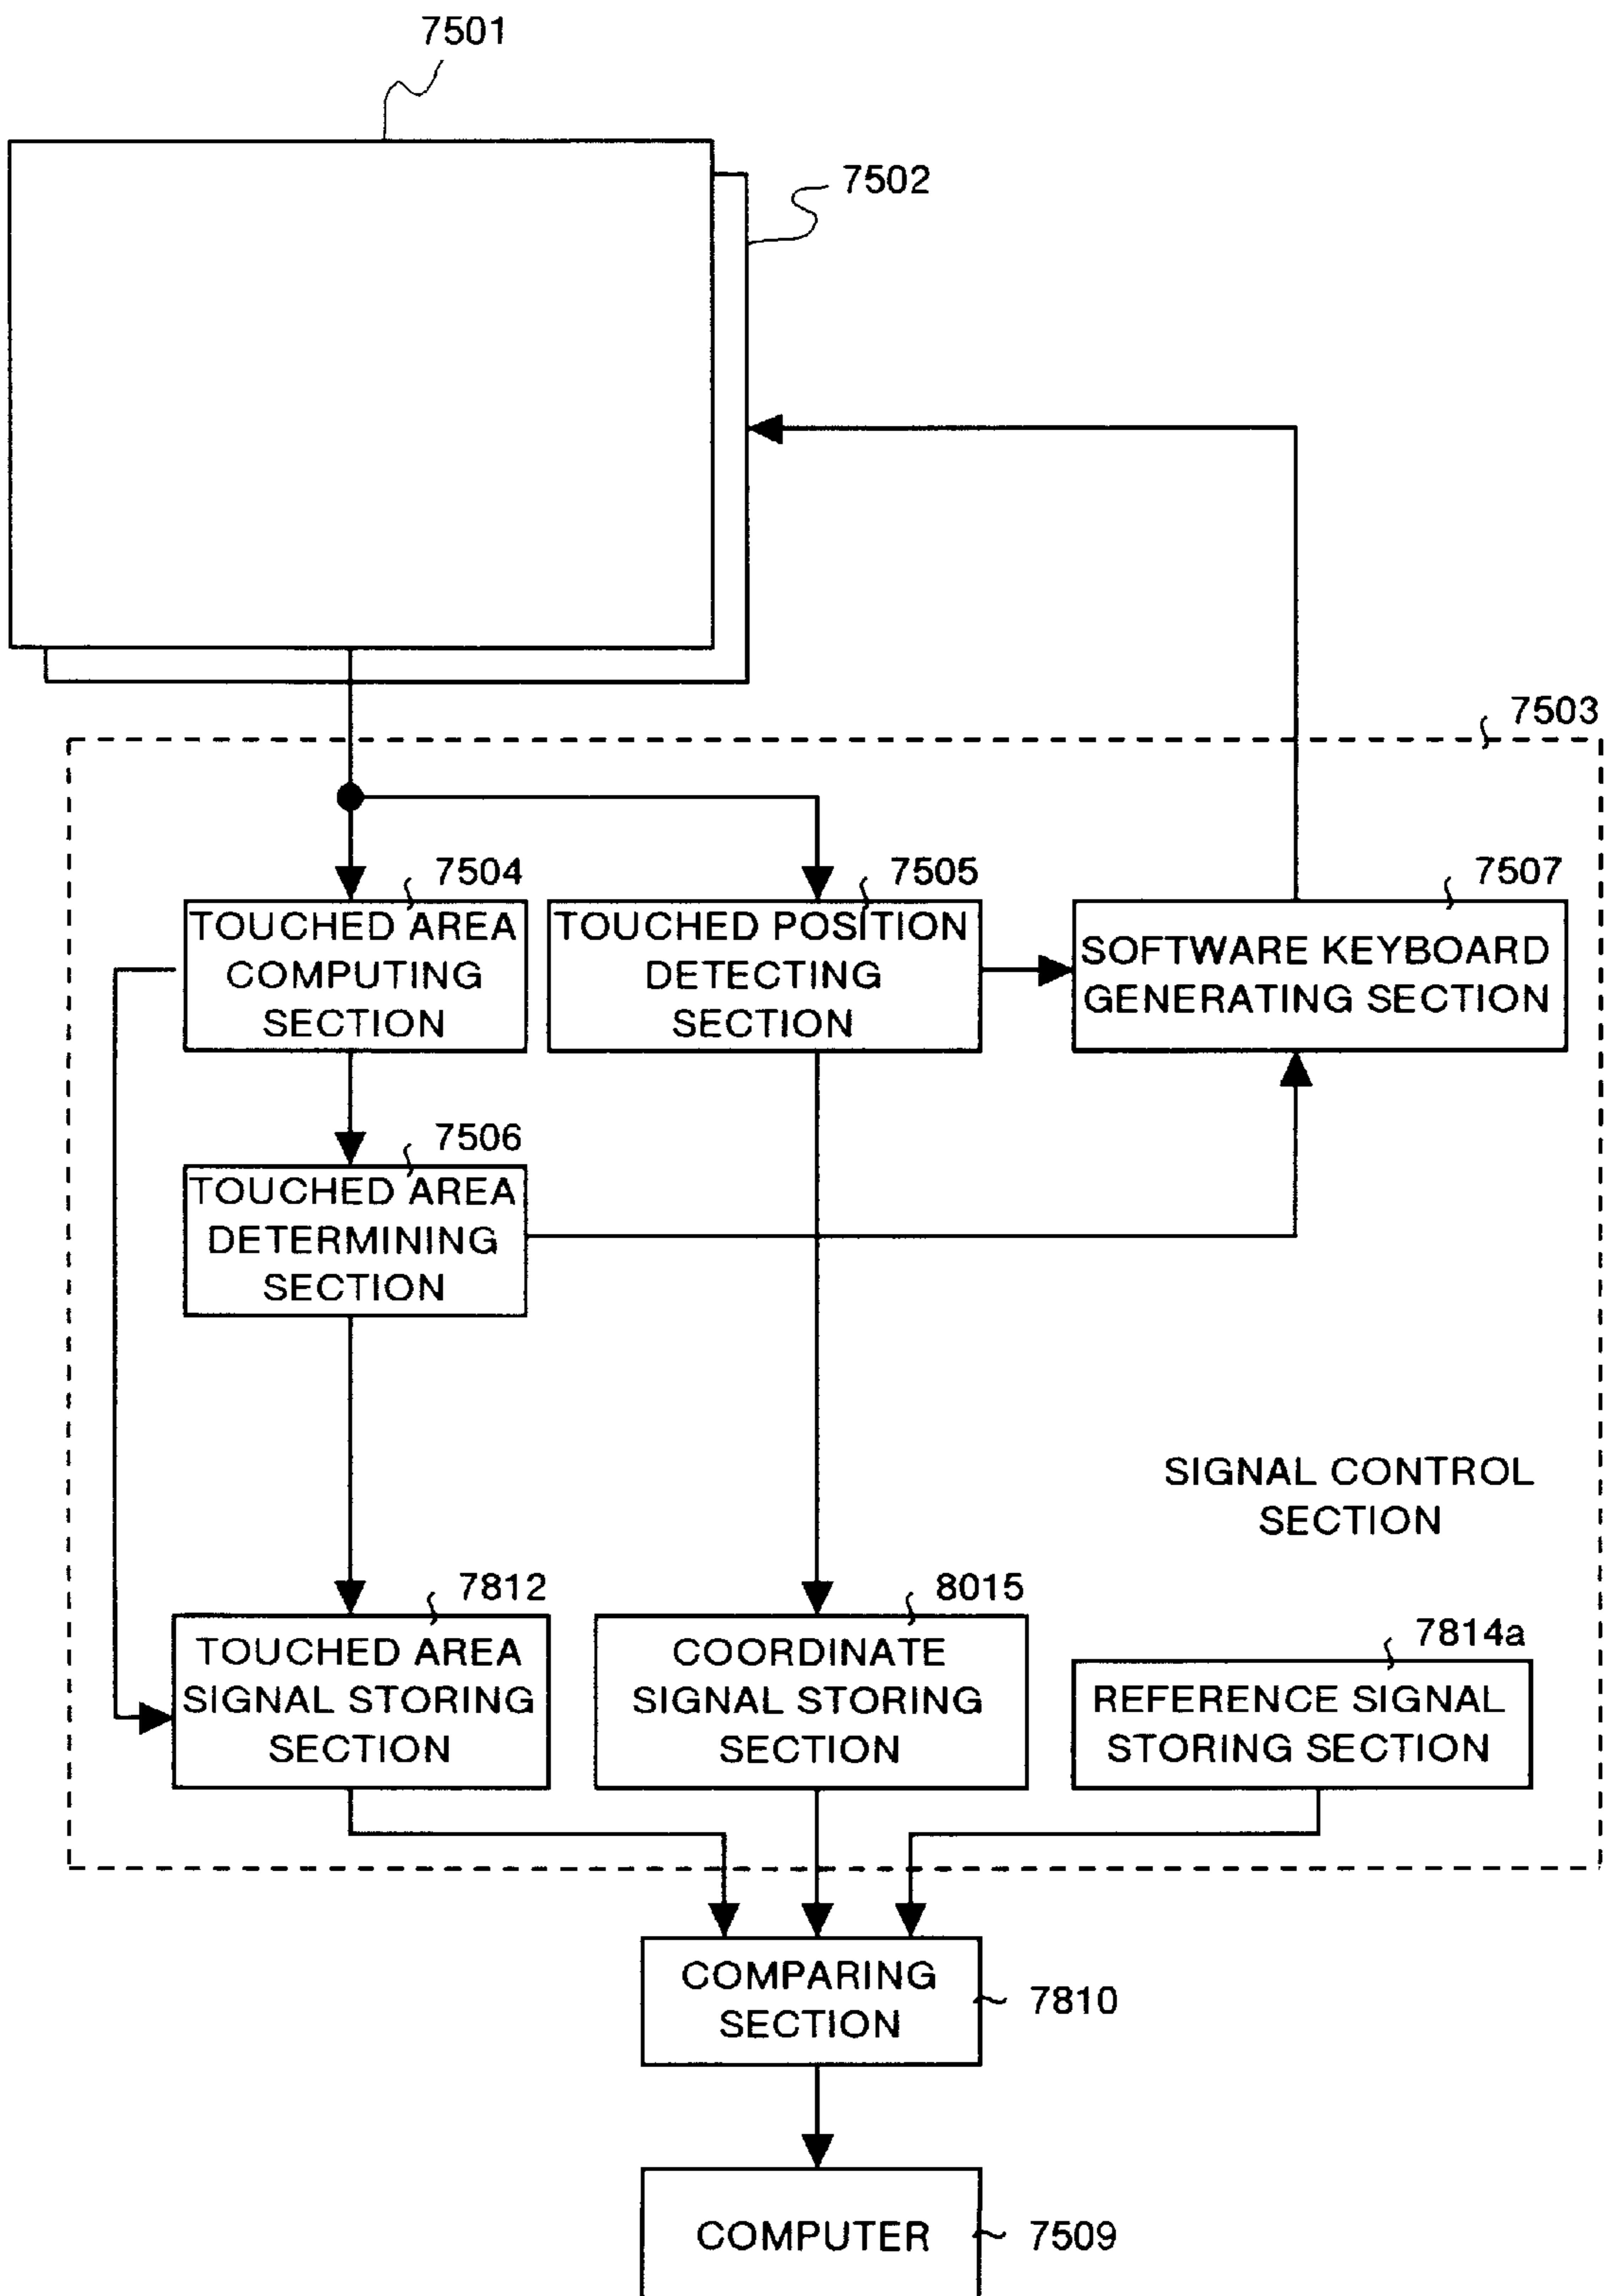 7501
7502
7503
7504
TOUCHED AREA
COMPUTING
SECTION
7505
TOUCHED POSITION
DETECTING
SECTION
7507
SOFTWARE KEYBOARD
GENERATING SECTION
7506
TOUCHED AREA
DETERMINING
SECTION
SIGNAL CONTROL
SECTION
7812
TOUCHED AREA
SIGNAL STORING
SECTION
8015
COORDINATE
SIGNAL STORING
SECTION
7814a
REFERENCE SIGNAL
STORING SECTION
COMPARING
SECTION
7810
COMPUTER
7509